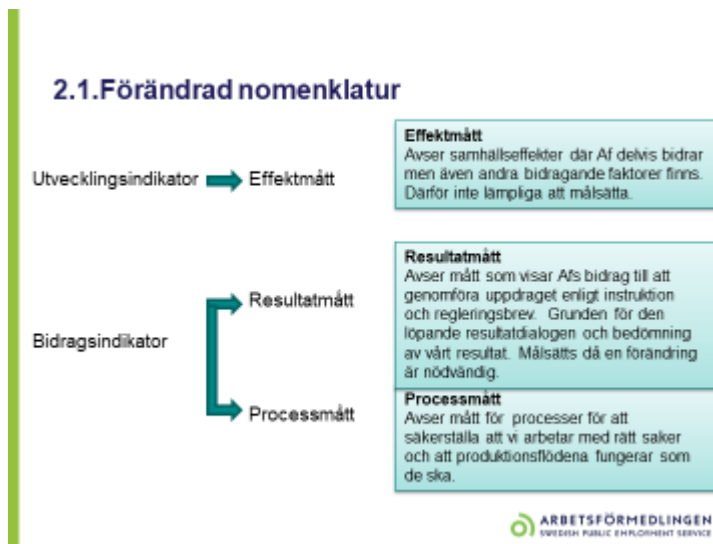 2.1.Förändrad nomenklatur
Utvecklingsindikator
Effektmått
Effektmått
Avser samhällseffekter där Af delvis bidrar
men även andra bidragande faktorer finns.
Därför inte lämpliga att målsätta.
Bidragsindikator
Resultatmått
Resultatmått
Avser mått som visar Afs bidrag till att
genomföra uppdraget enligt instruktion
och regleringsbrev. Grunden för den
löpande resultatdialogen och bedömning
av vårt resultat. Målsätts då en förändring
är nödvändig.
Processmått
Processmått
Avser mått för processer för att
säkerställa att vi arbetar med rätt saker
och att produktionsflödena fungerar som
de ska.
ARBETSFÖRMEDLINGEN
SWEDISH PUBLIC EMPLOYMENT SERVICE